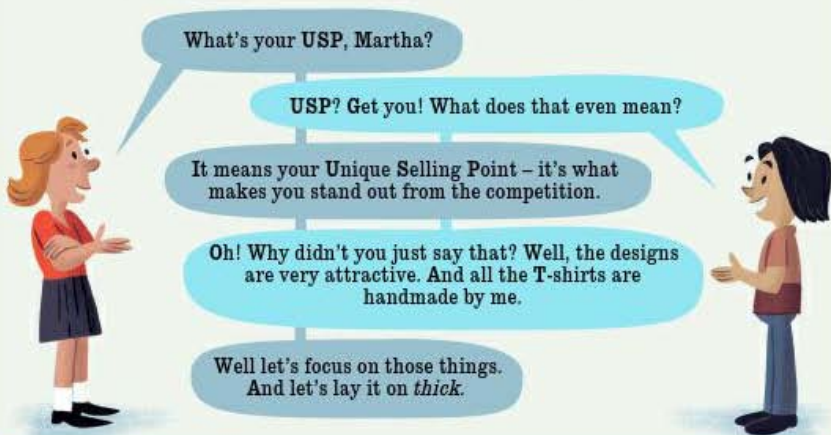 What's your USP, Martha?
USP? Get you! What does that even mean?
It means your Unique Selling Point – it's what
makes you stand out from the competition.
Oh! Why didn't you just say that? Well, the designs
are very attractive. And all the T-shirts are
handmade by me.
Well let's focus on those things.
And let's lay it on thick.